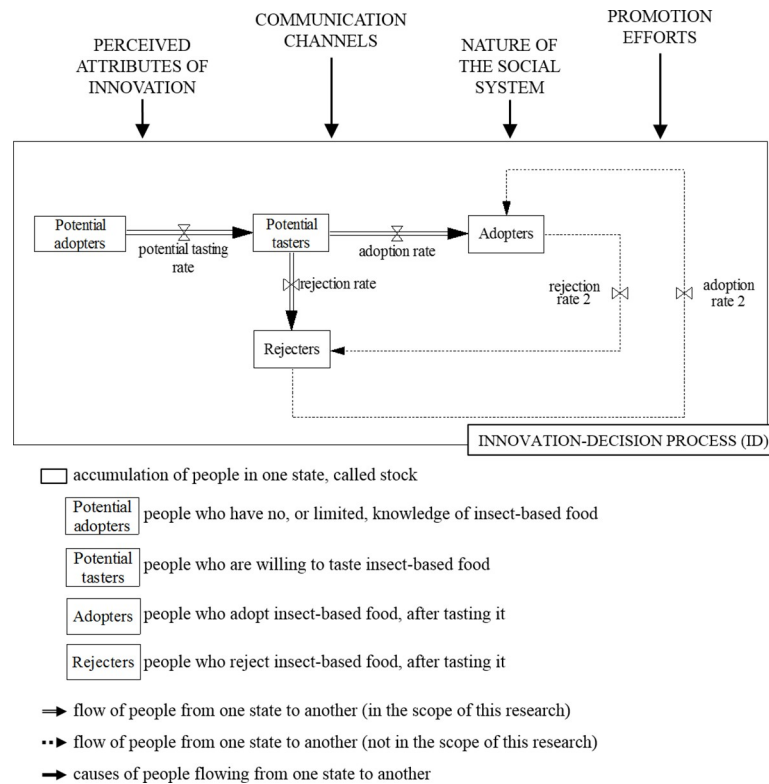 PERCEIVED
ATTRIBUTES OF
INNOVATION
COMMUNICATION
CHANNELS
NATURE OF
THE SOCIAL
SYSTEM
PROMOTION
EFFORTS
Potential
adopters
potential tasting
rate
Potential
tasters
adoption rate
Adopters
rejection rate
rejection
rate 2
adoption
rate 2
Rejecters
INNOVATION-DECISION PROCESS (ID)
accumulation of people in one state, called stock
Potential
adopters
people who have no, or limited, knowledge of insect-based food
Potential
tasters
people who are willing to taste insect-based food
Adopters
people who adopt insect-based food, after tasting it
Rejecters
people who reject insect-based food, after tasting it
flow of people from one state to another (in the scope of this research)
flow of people from one state to another (not in the scope of this research)
causes of people flowing from one state to another